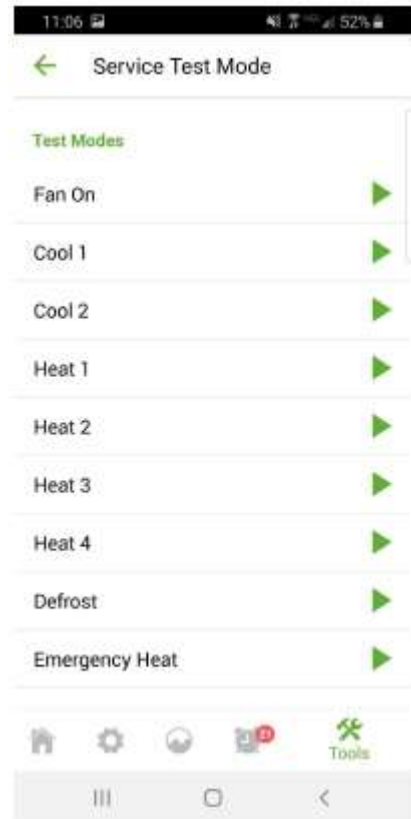 11:06 52%
Service Test Mode
Test Modes
Fan On
Cool 1
Cool 2
Heat 1
Heat 2
Heat 3
Heat 4
Defrost
Emergency Heat
Tools